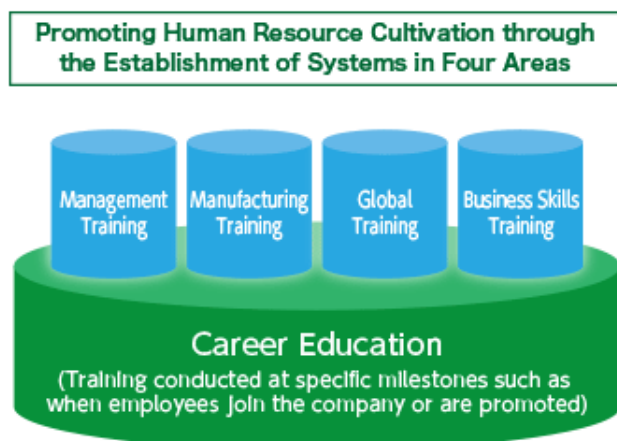 Promoting Human Resource Cultivation through
the Establishment of Systems in Four Areas
Management
Training
Manufacturing
Training
Global
Training
Business Skills
Training
Career Education
(Training conducted at specific milestones such as
when employees join the company or are promoted)